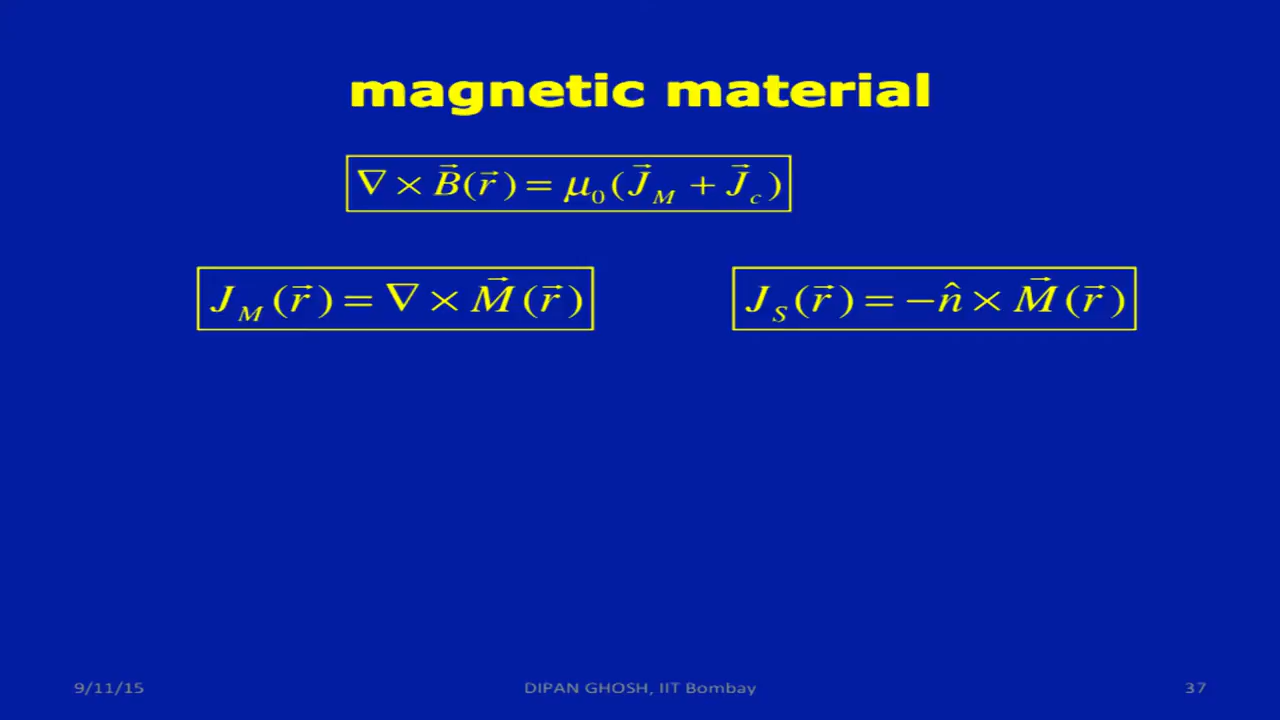 magnetic material
∇ × B⃗(r⃗) = μ₀(J⃗_M + J⃗_c)
J_M(r⃗) = ∇ × M⃗(r⃗)
J_S(r⃗) = −n̂ × M⃗(r⃗)
9/11/15
DIPAN GHOSH, IIT Bombay
37